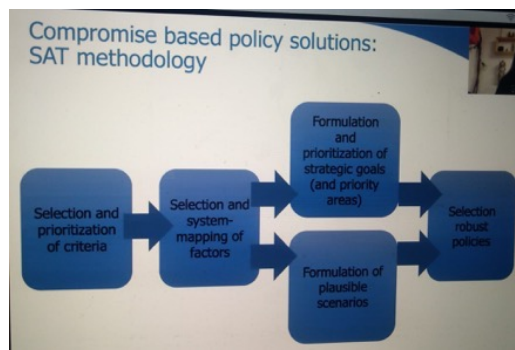 Compromise based policy solutions:
SAT methodology
Selection and
prioritization
of criteria
Selection and
system-
mapping of
factors
Formulation
and
prioritization of
strategic goals
(and priority
areas)
Formulation of
plausible
scenarios
Selection
robust
policies